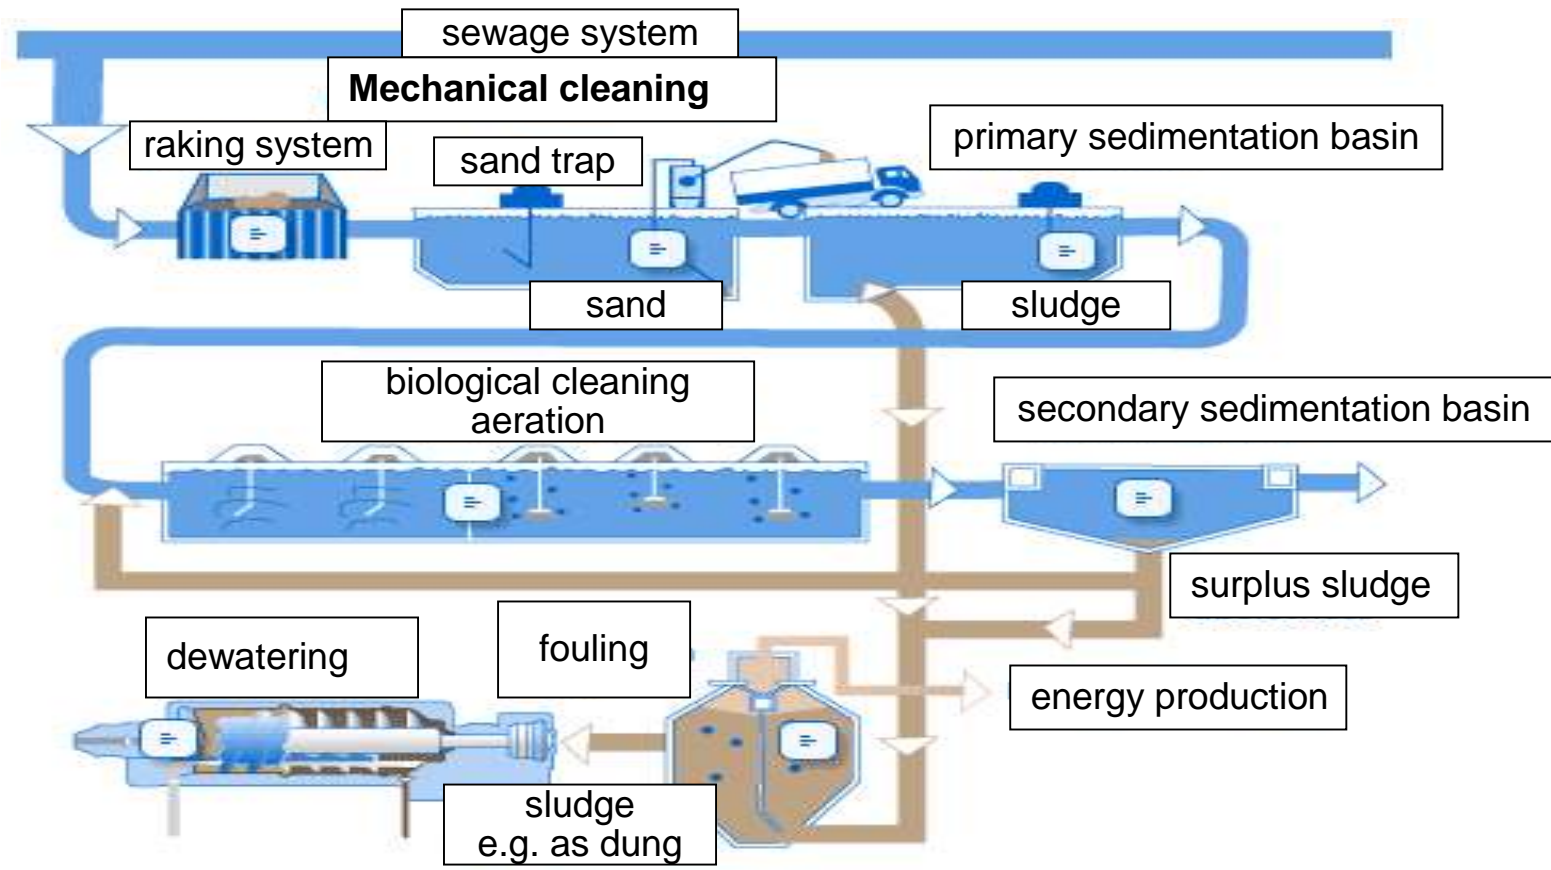 sewage system
Mechanical cleaning
raking system
sand trap
primary sedimentation basin
sand
sludge
biological cleaning
aeration
secondary sedimentation basin
surplus sludge
dewatering
fouling
energy production
sludge
e.g. as dung